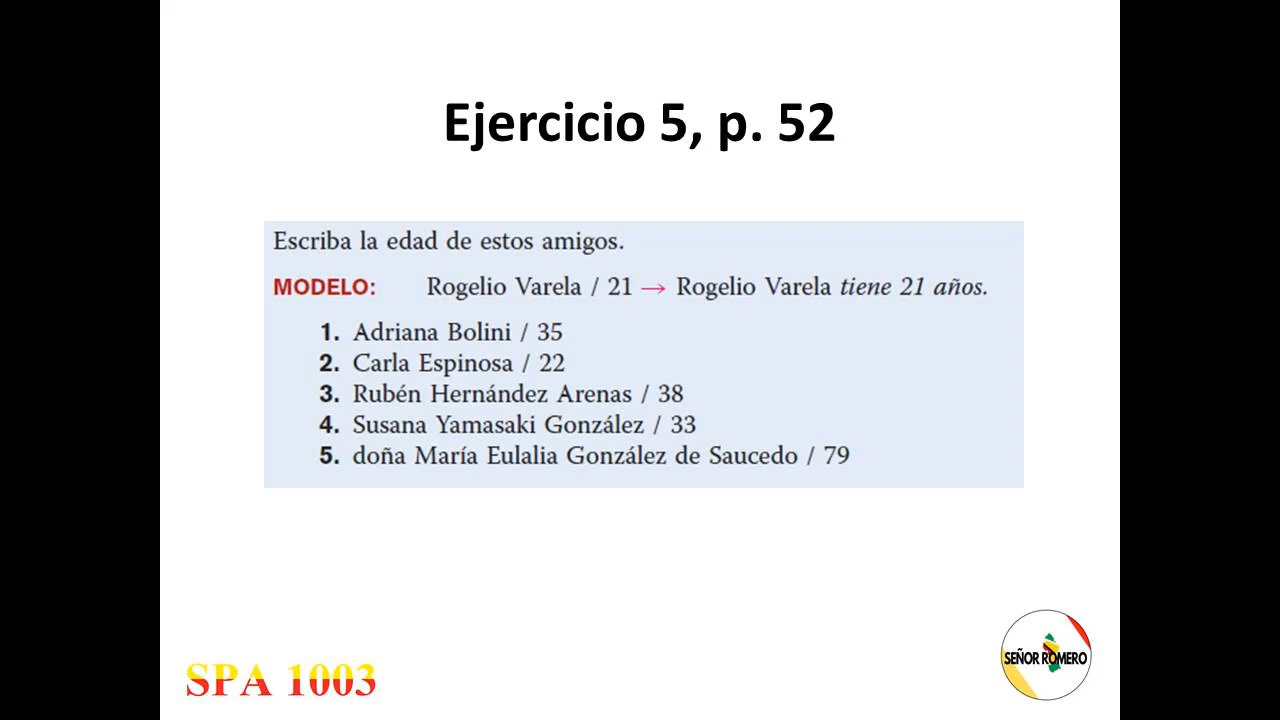 Ejercicio 5, p. 52
Escriba la edad de estos amigos.
MODELO: Rogelio Varela / 21 → Rogelio Varela tiene 21 años.
1. Adriana Bolini / 35
2. Carla Espinosa / 22
3. Rubén Hernández Arenas / 38
4. Susana Yamasaki González / 33
5. doña María Eulalia González de Saucedo / 79
SPA 1003
SEÑOR ROMERO